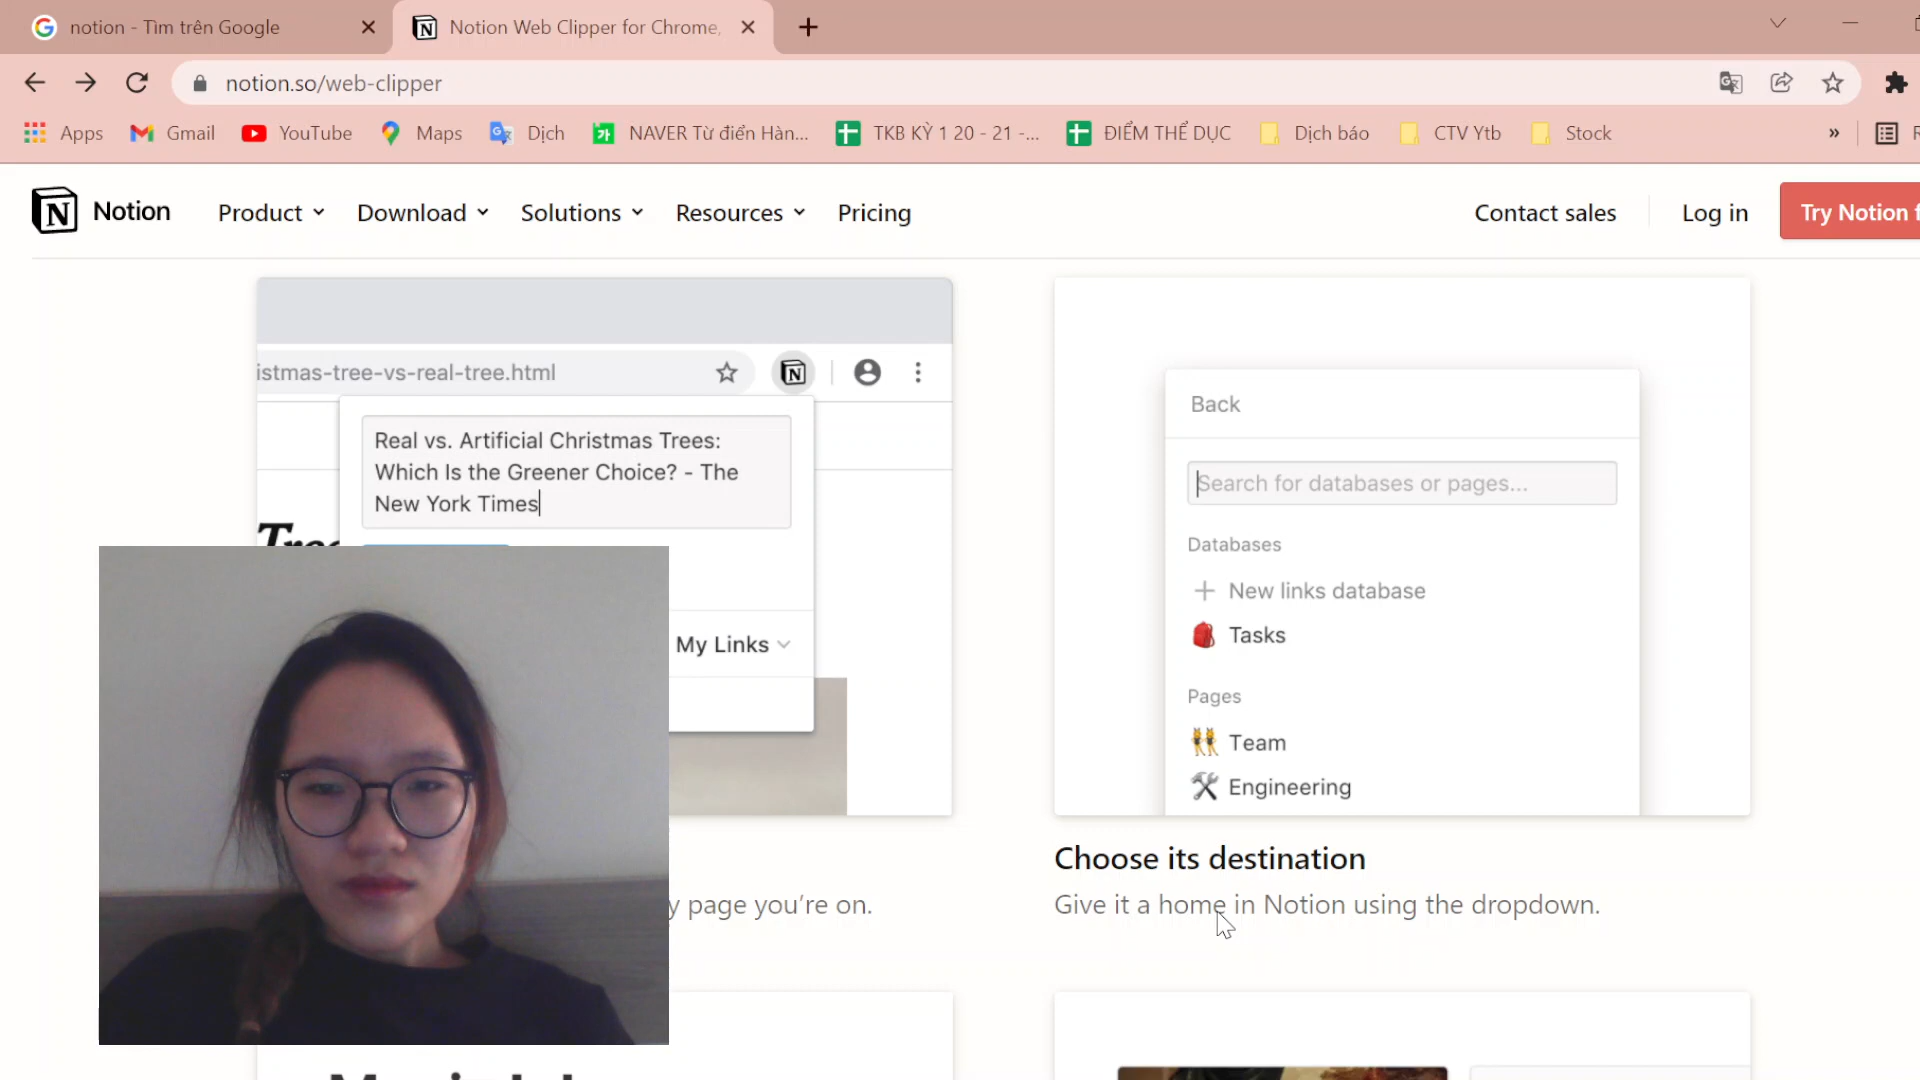 notion - Tìm trên Google
Notion Web Clipper for Chrome,
notion.so/web-clipper
Apps Gmail YouTube Maps Dịch NAVER Từ điển Hàn... TKB KỲ 1 20 - 21 -... ĐIỂM THỂ DỤC Dịch báo CTV Ytb Stock »
Notion Product Download Solutions Resources Pricing Contact sales Log in Try Notion f
istmas-tree-vs-real-tree.html
Real vs. Artificial Christmas Trees:
Which Is the Greener Choice? - The
New York Times
My Links
y page you're on.
Back
Search for databases or pages...
Databases
New links database
Tasks
Pages
Team
Engineering
Choose its destination
Give it a home in Notion using the dropdown.